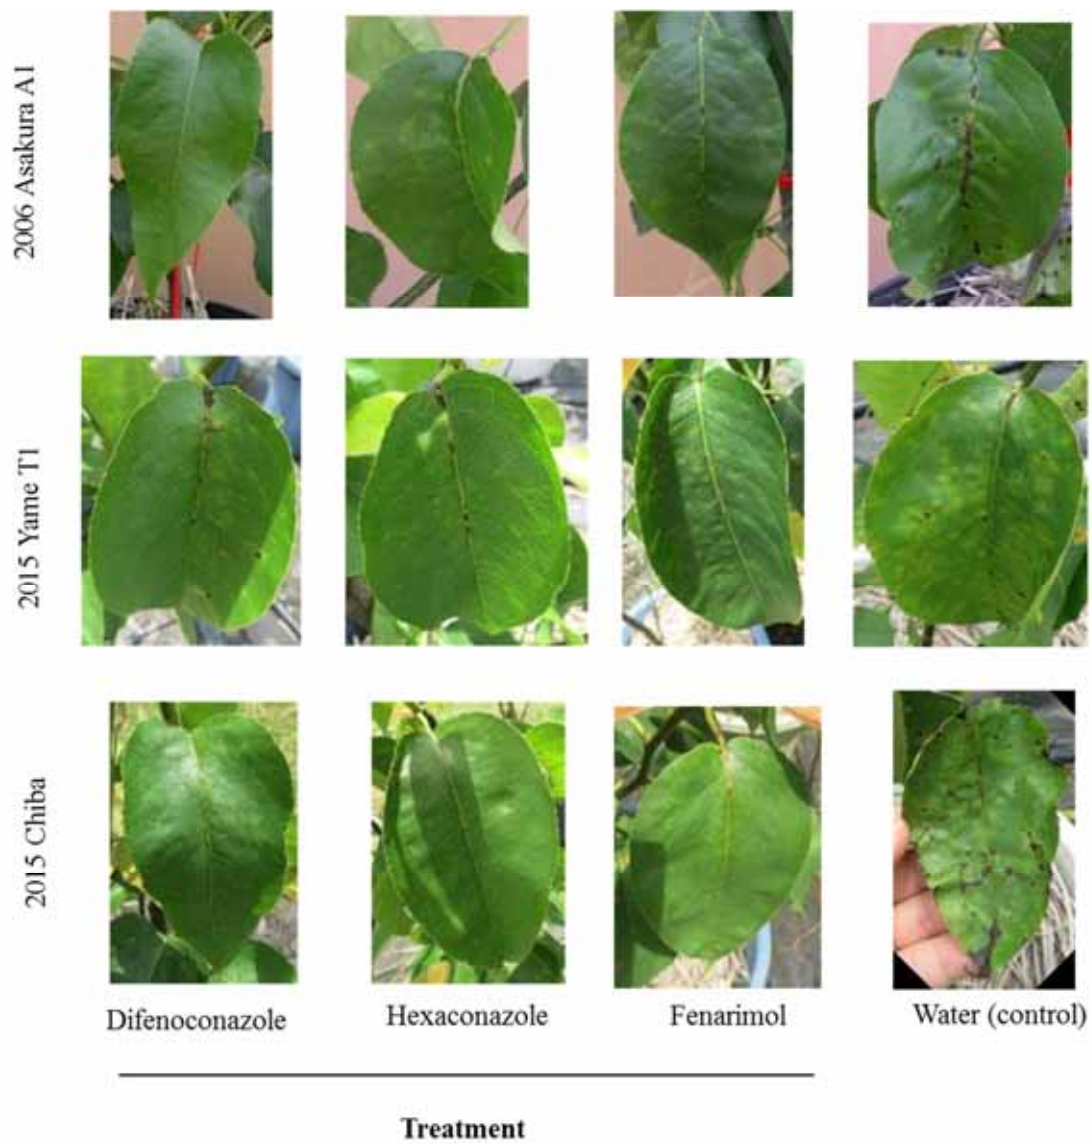 2006 Asakura A1
2015 Yame T1
2015 Chiba
Difenoconazole
Hexaconazole
Fenarimol
Water (control)
Treatment